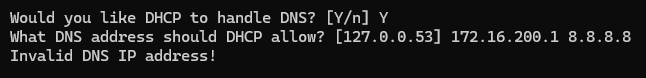 Would you like DHCP to handle DNS? [Y/n] Y
What DNS address should DHCP allow? [127.0.0.53] 172.16.200.1 8.8.8.8
Invalid DNS IP address!